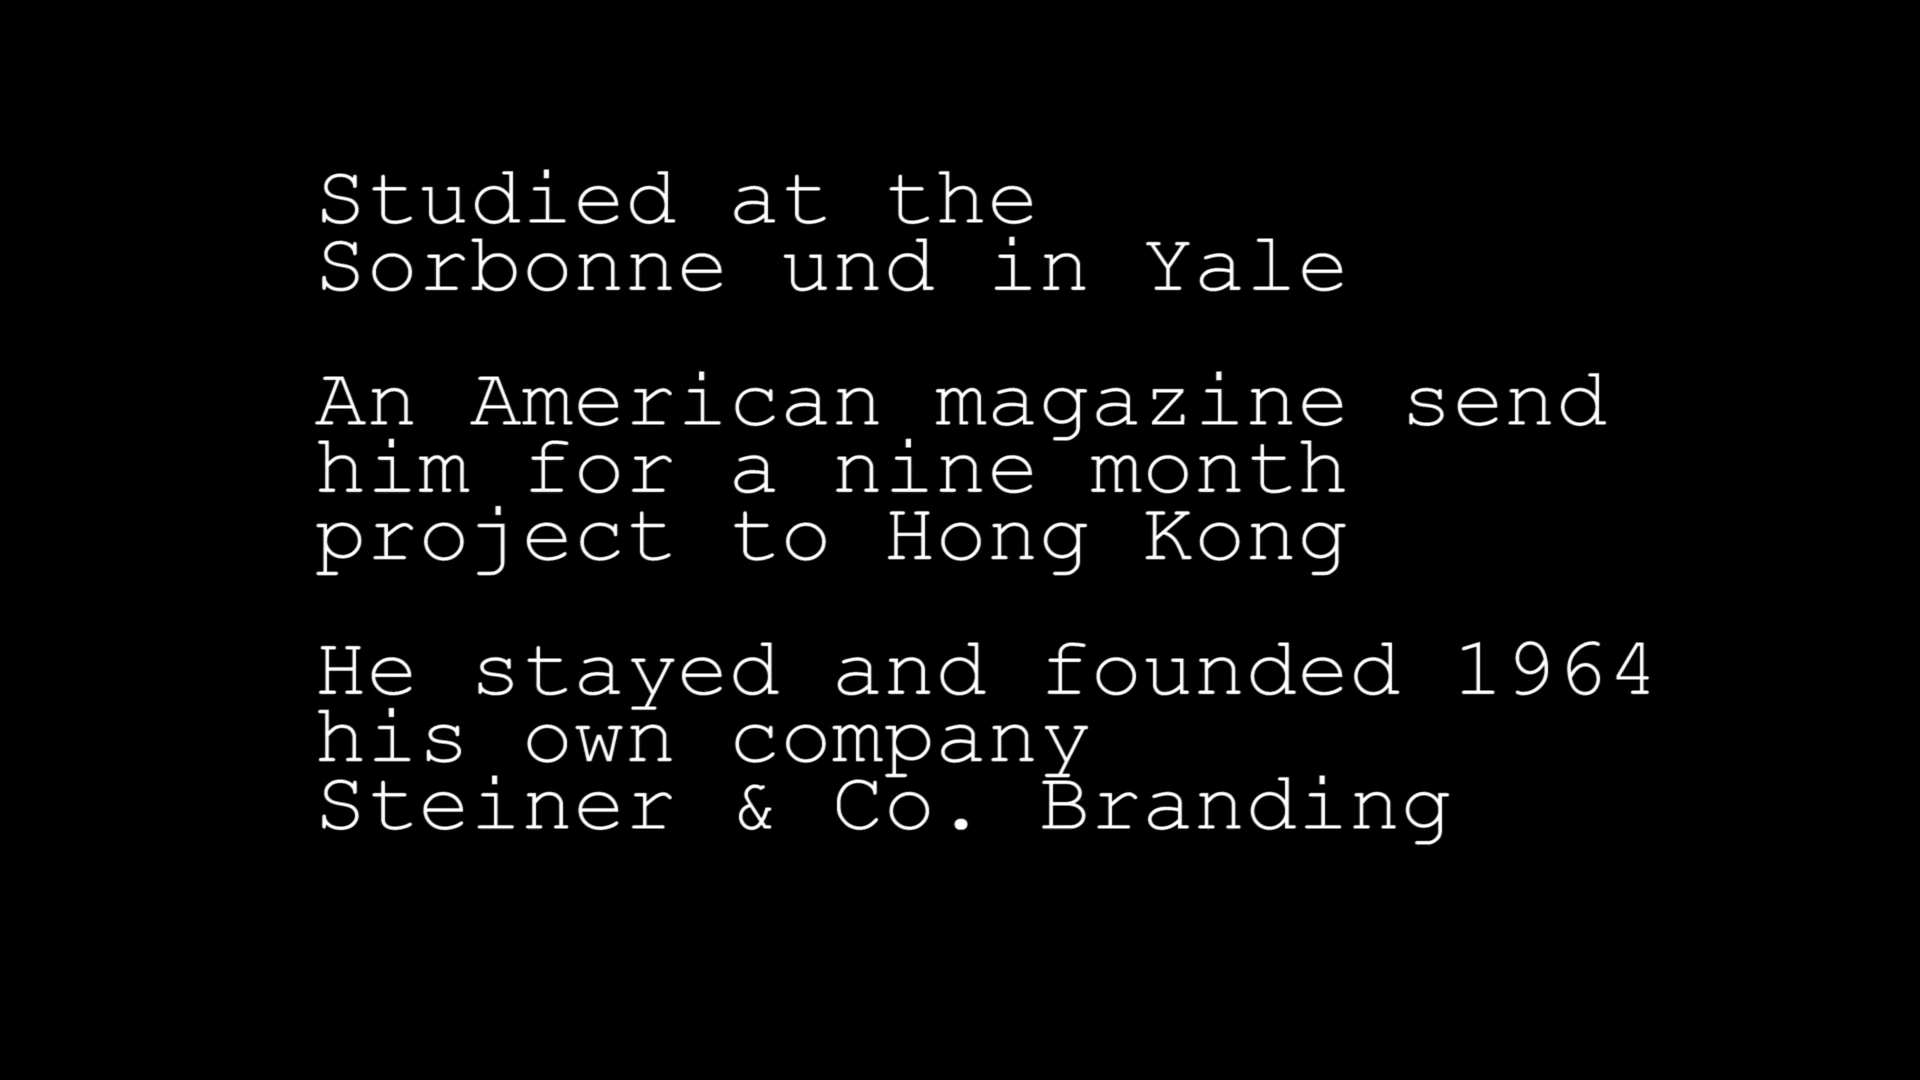 Studied at the
Sorbonne und in Yale
An American magazine send
him for a nine month
project to Hong Kong
He stayed and founded 1964
his own company
Steiner & Co. Branding